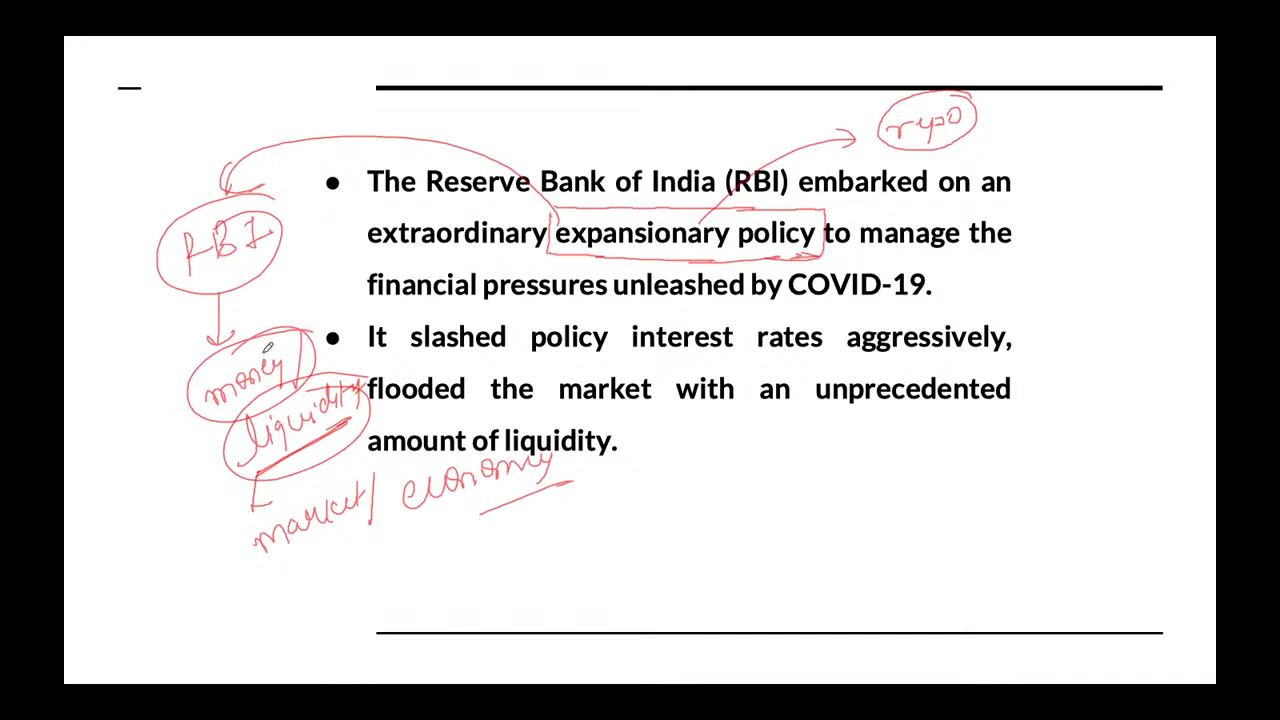 repo
● The Reserve Bank of India (RBI) embarked on an
extraordinary expansionary policy to manage the
financial pressures unleashed by COVID-19.
● It slashed policy interest rates aggressively,
flooded the market with an unprecedented
amount of liquidity.
RBI
money/
liquidity
market/ economy